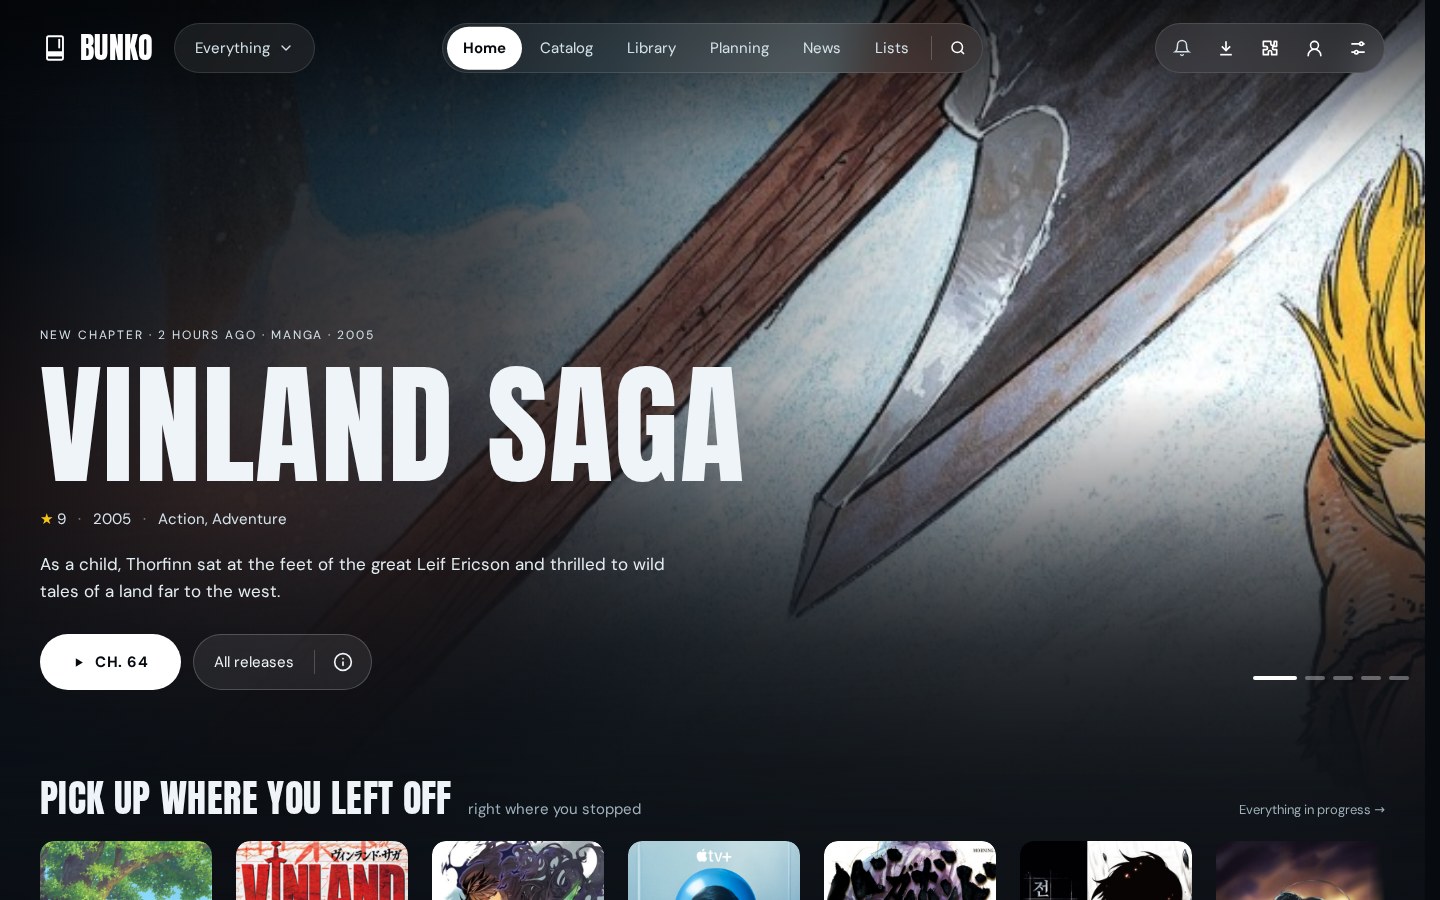 BUNKO
Everything
Home
Catalog
Library
Planning
News
Lists
NEW CHAPTER · 2 HOURS AGO · MANGA · 2005
VINLAND SAGA
★ 9 · 2005 · Action, Adventure
As a child, Thorfinn sat at the feet of the great Leif Ericson and thrilled to wild
tales of a land far to the west.
CH. 64
All releases
PICK UP WHERE YOU LEFT OFF
right where you stopped
Everything in progress →
ヴィンランド・サガ
VINLAND
tv+
전